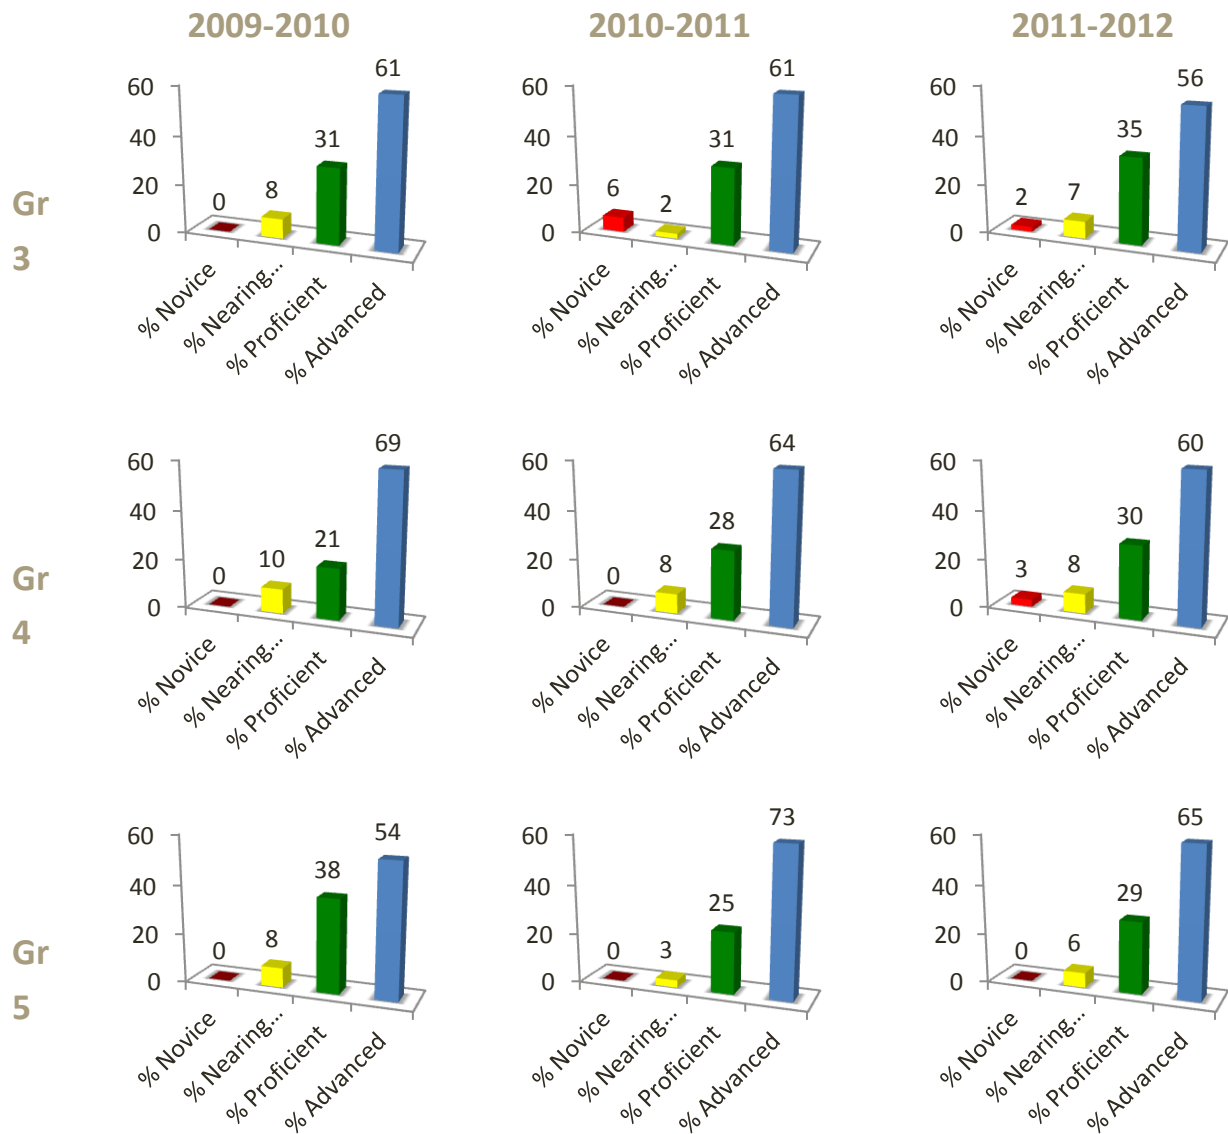 2009-2010 2010-2011 2011-2012
Gr
3
61
60
40
31
20
8
0
0
% Novice
% Nearing...
% Proficient
% Advanced
61
60
40
31
20
6
2
0
% Novice
% Nearing...
% Proficient
% Advanced
56
60
40
35
20
2
7
0
% Novice
% Nearing...
% Proficient
% Advanced
Gr
4
69
60
40
21
20
10
0
0
% Novice
% Nearing...
% Proficient
% Advanced
64
60
40
28
20
8
0
0
% Novice
% Nearing...
% Proficient
% Advanced
60
60
40
30
20
3
8
0
% Novice
% Nearing...
% Proficient
% Advanced
Gr
5
54
60
40
38
20
8
0
0
% Novice
% Nearing...
% Proficient
% Advanced
73
60
40
25
20
3
0
0
% Novice
% Nearing...
% Proficient
% Advanced
65
60
40
29
20
6
0
0
% Novice
% Nearing...
% Proficient
% Advanced